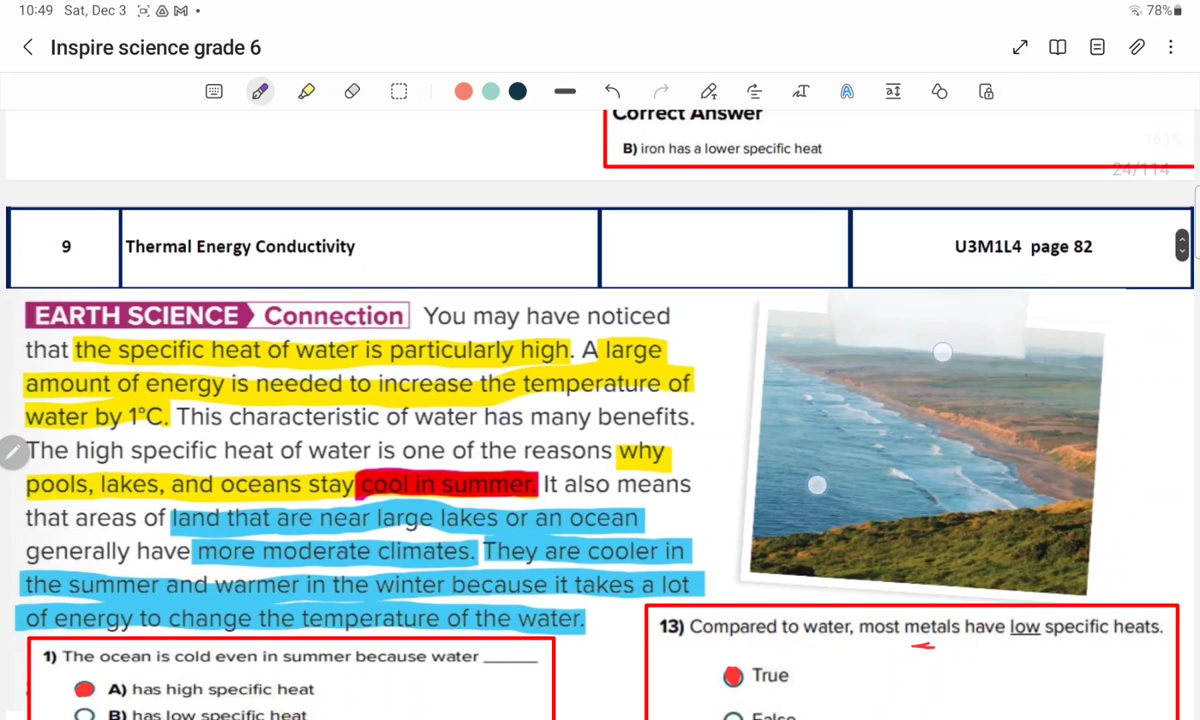 10:49 Sat, Dec 3
78%
Inspire science grade 6
Correct Answer
B) iron has a lower specific heat
163%
24/114
9
Thermal Energy Conductivity
U3M1L4 page 82
EARTH SCIENCE Connection You may have noticed
that the specific heat of water is particularly high. A large
amount of energy is needed to increase the temperature of
water by 1°C. This characteristic of water has many benefits.
The high specific heat of water is one of the reasons why
pools, lakes, and oceans stay cool in summer. It also means
that areas of land that are near large lakes or an ocean
generally have more moderate climates. They are cooler in
the summer and warmer in the winter because it takes a lot
of energy to change the temperature of the water.
1) The ocean is cold even in summer because water ______
A) has high specific heat
B) has low specific heat
13) Compared to water, most metals have low specific heats.
True
False